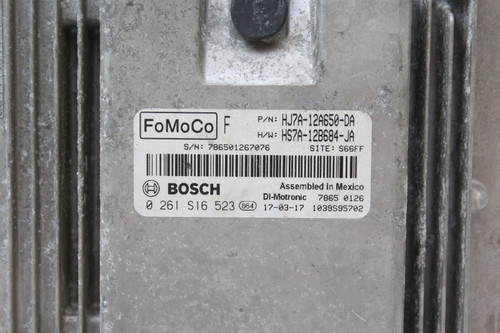 FoMoCo F P/N: HJ7A-12A650-DA
H/W: HS7A-12B684-JA
S/N: 786501267076 SITE: S66FF
BOSCH Assembled in Mexico
DI-Motronic 7865 0126
0 261 S16 523 864 17-03-17 1039S95702